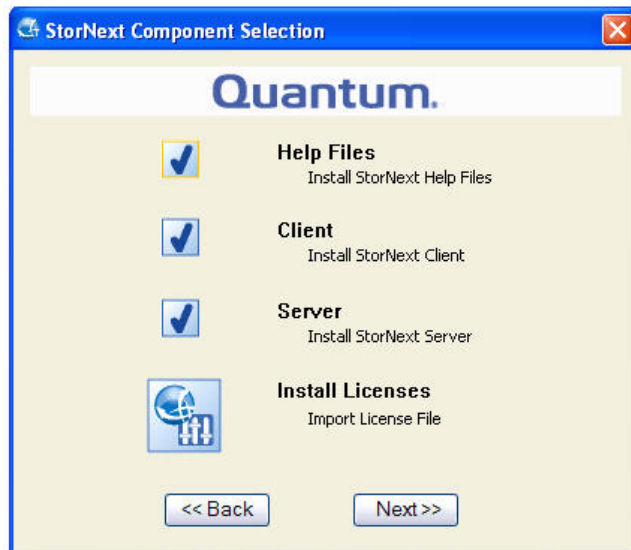 StorNext Component Selection
Quantum.
Help Files
Install StorNext Help Files
Client
Install StorNext Client
Server
Install StorNext Server
Install Licenses
Import License File
<< Back
Next >>